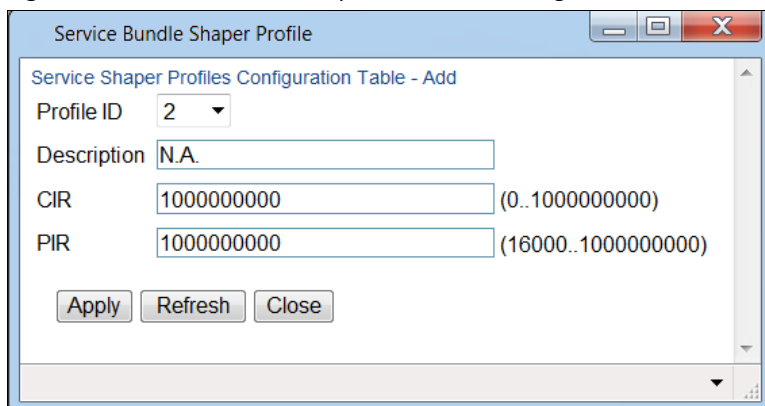 Service Bundle Shaper Profile
Service Shaper Profiles Configuration Table - Add
Profile ID 2
Description N.A.
CIR 1000000000 (0..1000000000)
PIR 1000000000 (16000..1000000000)
Apply Refresh Close